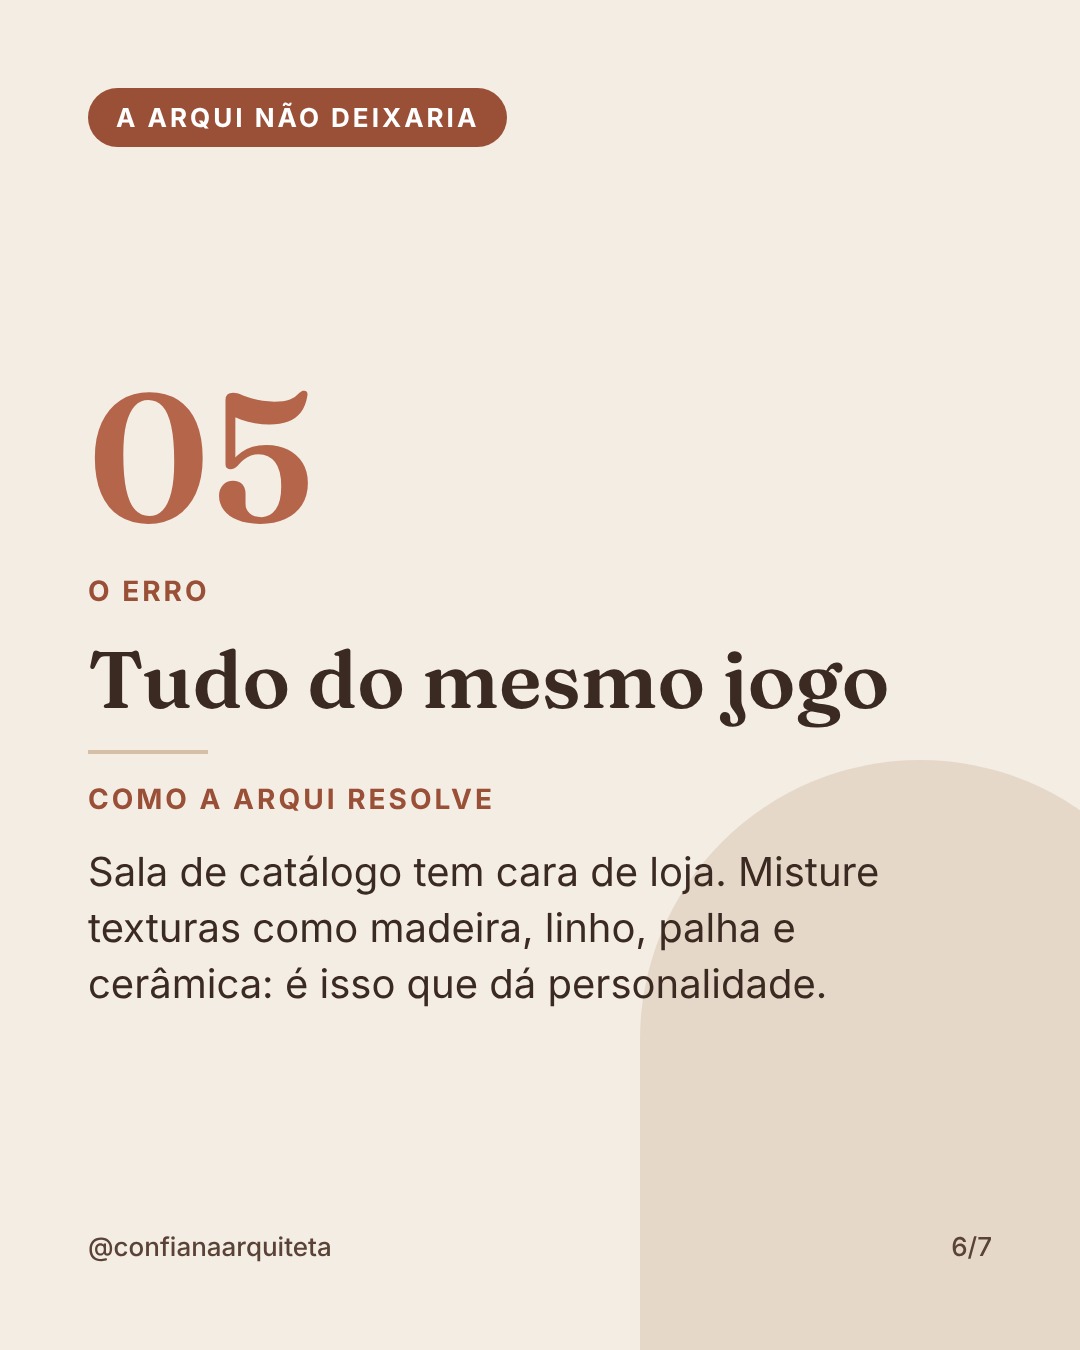 A ARQUI NÃO DEIXARIA
05
O ERRO
Tudo do mesmo jogo
COMO A ARQUI RESOLVE
Sala de catálogo tem cara de loja. Misture
texturas como madeira, linho, palha e
cerâmica: é isso que dá personalidade.
@confianaarquiteta
6/7